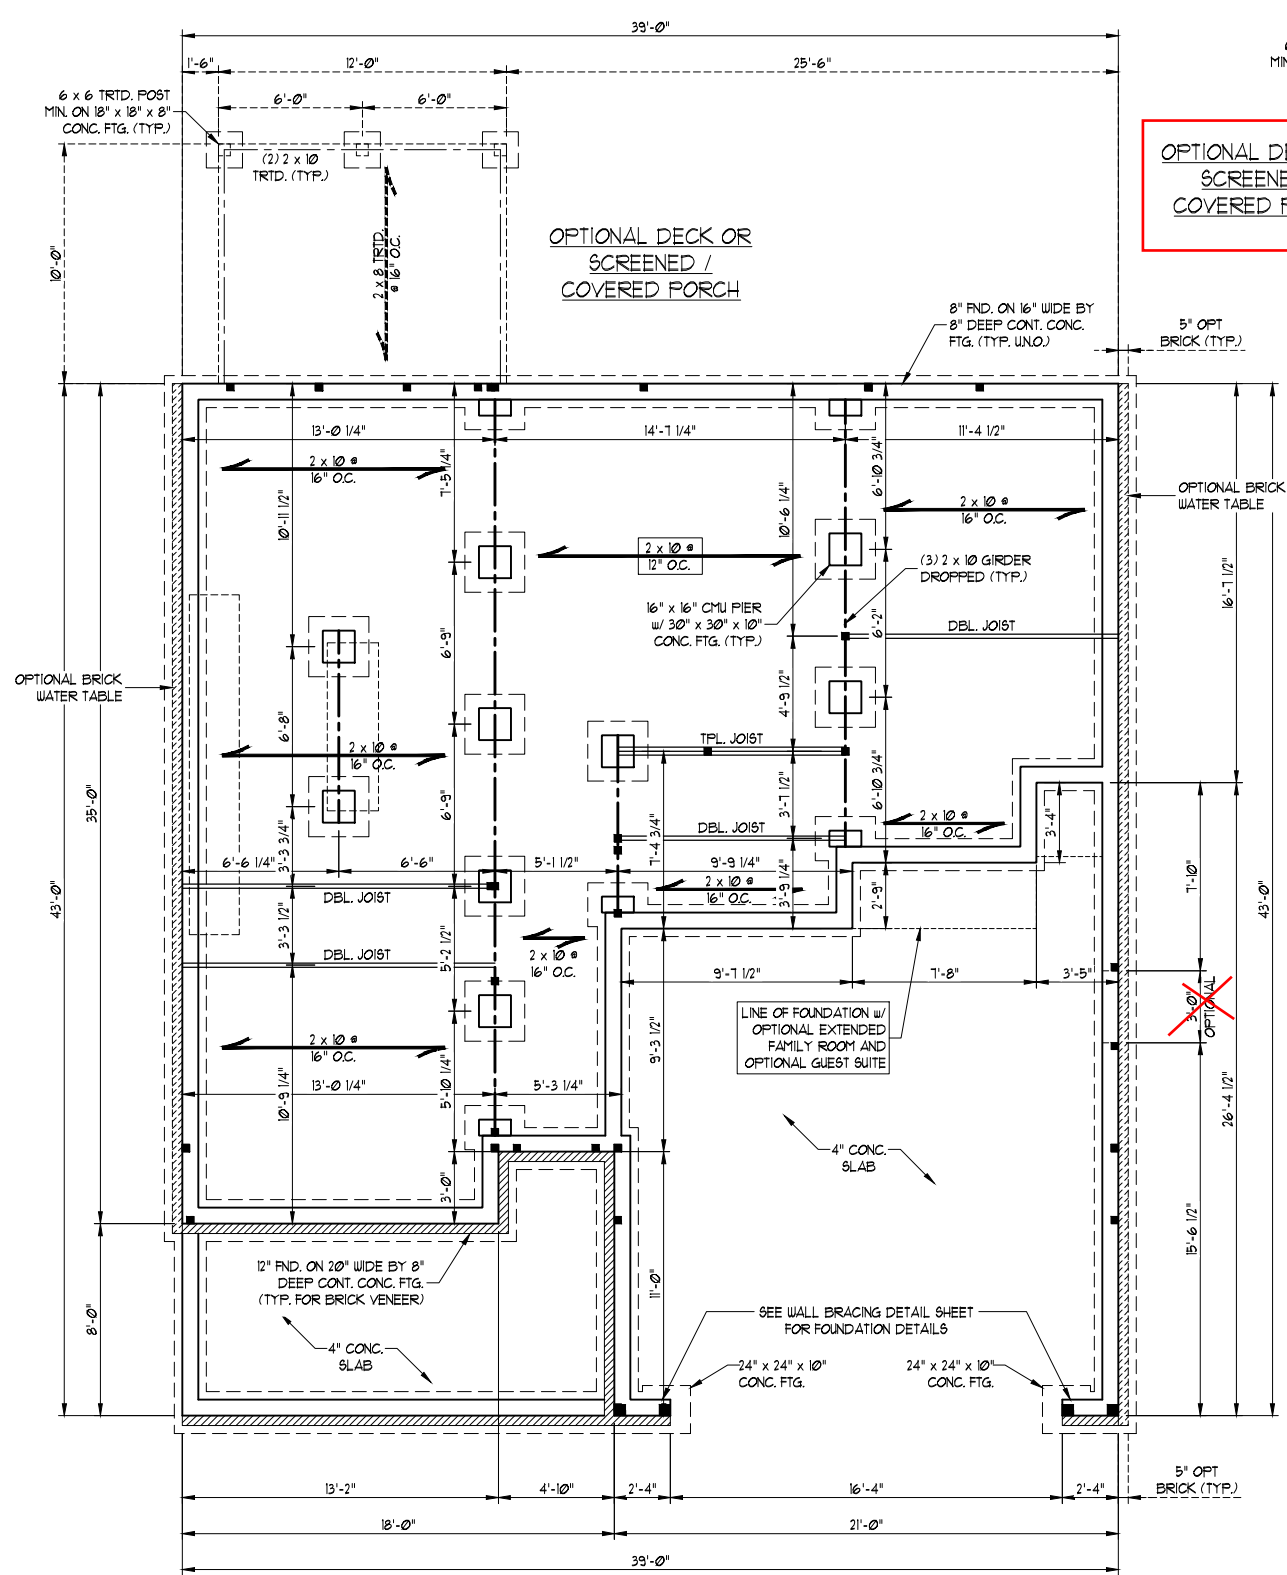 39'-0"
1'-6"
12'-0"
25'-6"
6'-0"
6'-0"
6 x 6 TRTD. POST
MIN. ON 18" x 18" x 8"
CONC. FTG. (TYP.)
(2) 2 x 10
TRTD. (TYP.)
MIN
OPTIONAL DE
SCREENE
COVERED P
10'-0"
2 x 8 TRTD.
@ 16" O.C.
OPTIONAL DECK OR
SCREENED /
COVERED PORCH
8" FND. ON 16" WIDE BY
8" DEEP CONT. CONC.
FTG. (TYP. U.N.O.)
5" OPT
BRICK (TYP.)
13'-0 1/4"
14'-7 1/4"
11'-4 1/2"
2 x 10 @
16" O.C.
7'-5 1/4"
6'-10 3/4"
10'-11 1/2"
10'-6 1/4"
2 x 10 @
16" O.C.
OPTIONAL BRICK
WATER TABLE
2 x 10 @
12" O.C.
(3) 2 x 10 GIRDER
DROPPED (TYP.)
16'-7 1/2"
16" x 16" CMU PIER
w/ 30" x 30" x 10"
CONC. FTG. (TYP.)
6'-2"
DBL. JOIST
6'-9"
OPTIONAL BRICK
WATER TABLE
6'-8"
4'-9 1/2"
TPL. JOIST
2 x 10 @
16" O.C.
6'-9"
6'-10 3/4"
3'-7 1/2"
35'-0"
43'-0"
2 x 10 @
16" O.C.
3'-4"
DBL. JOIST
7'-4 3/4"
3'-3 3/4"
6'-6 1/4"
6'-6"
5'-1 1/2"
9'-9 1/4"
7'-10"
43'-0"
DBL. JOIST
2 x 10 @
16" O.C.
3'-9 1/4"
2'-9"
3'-3 1/2"
5'-2 1/2"
DBL. JOIST
2 x 10 @
16" O.C.
9'-7 1/2"
7'-8"
3'-5"
3'-0"
OPTIONAL
LINE OF FOUNDATION w/
OPTIONAL EXTENDED
FAMILY ROOM AND
OPTIONAL GUEST SUITE
9'-3 1/2"
2 x 10 @
16" O.C.
13'-0 1/4"
5'-10 1/4"
5'-3 1/4"
10'-9 1/4"
26'-4 1/2"
4" CONC.
SLAB
3'-0"
15'-6 1/2"
12" FND. ON 20" WIDE BY 8"
DEEP CONT. CONC. FTG.
(TYP. FOR BRICK VENEER)
11'-0"
8'-0"
SEE WALL BRACING DETAIL SHEET
FOR FOUNDATION DETAILS
4" CONC.
SLAB
24" x 24" x 10"
CONC. FTG.
24" x 24" x 10"
CONC. FTG.
5" OPT
BRICK (TYP.)
13'-2"
4'-10"
2'-4"
16'-4"
2'-4"
18'-0"
21'-0"
39'-0"